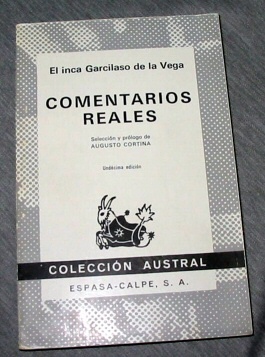 El inca Garcilaso de la Vega
COMENTARIOS
REALES
Selección y prólogo de
AUGUSTO CORTINA
Undécima edición
COLECCIÓN AUSTRAL
ESPASA-CALPE, S. A.